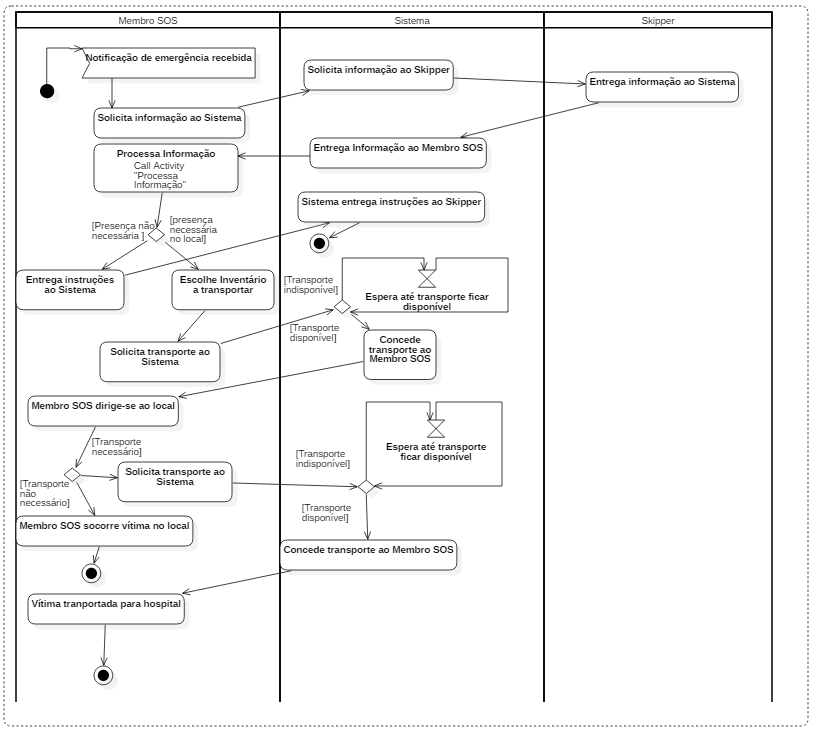 Membro SOS
Sistema
Skipper
Notificação de emergência recebida
Solicita informação ao Skipper
Entrega informação ao Sistema
Solicita informação ao Sistema
Entrega Informação ao Membro SOS
Processa Informação
Call Activity
"Processa
Informação"
Sistema entrega instruções ao Skipper
[Presença não
necessária ]
[presença
necessária
no local]
Entrega instruções
ao Sistema
Escolhe Inventário
a transportar
[Transporte
indisponível]
Espera até transporte ficar
disponível
[Transporte
disponível]
Solicita transporte ao
Sistema
Concede
transporte ao
Membro SOS
Membro SOS dirige-se ao local
[Transporte
necessário]
Solicita transporte ao
Sistema
[Transporte
indisponível]
Espera até transporte
ficar disponível
[Transporte
não
necessário]
[Transporte
disponível]
Membro SOS socorre vítima no local
Concede transporte ao Membro SOS
Vítima tranportada para hospital